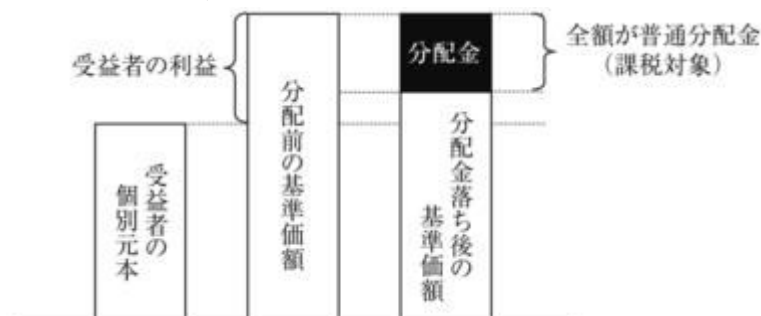 受益者の利益
受益者の
個別元本
分配前の基準価額
分配金
分配金落ち後の
基準価額
全額が普通分配金
（課税対象）